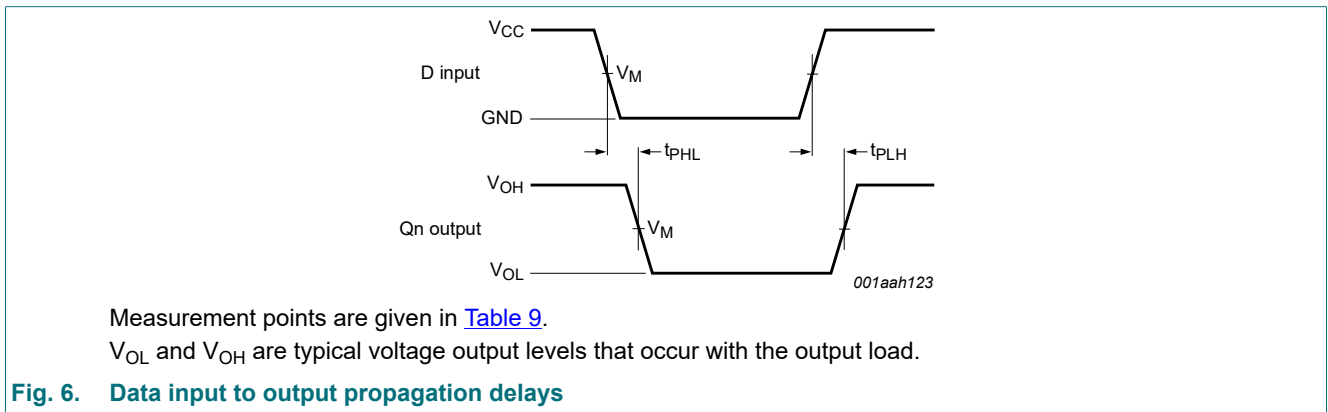 VCC
D input
VM
GND
tPHL
tPLH
VOH
Qn output
VM
VOL
001aah123
Measurement points are given in Table 9.
VOL and VOH are typical voltage output levels that occur with the output load.
Fig. 6. Data input to output propagation delays